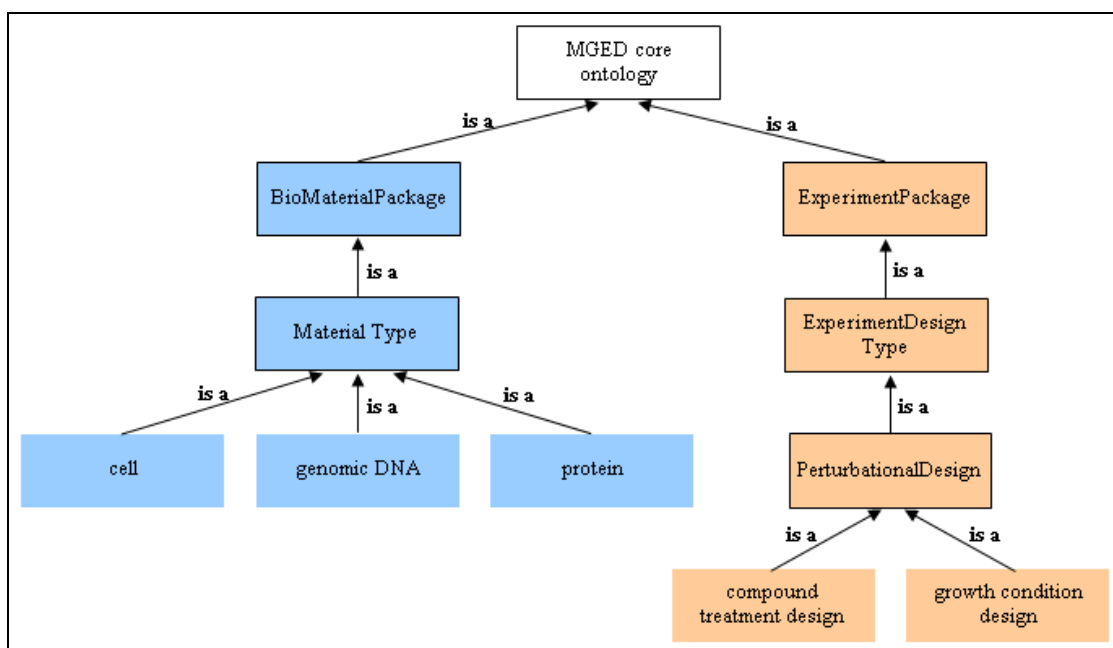 MGED core
ontology
is a
is a
BioMaterialPackage
ExperimentPackage
is a
is a
Material Type
ExperimentDesign
Type
is a
is a
is a
is a
cell
genomic DNA
protein
PerturbationalDesign
is a
is a
compound
treatment design
growth condition
design